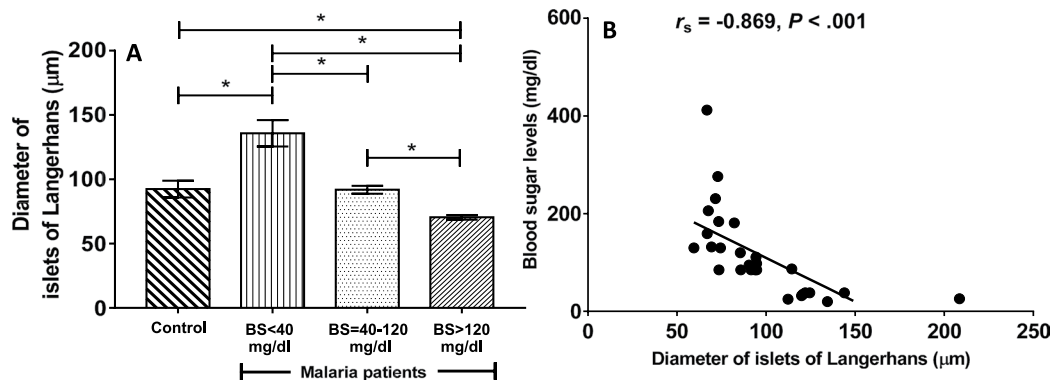 A
Diameter of
islets of Langerhans (μm)
200
150
100
50
0
*
*
*
*
*
Control
BS<40
mg/dl
BS=40-120
mg/dl
BS>120
mg/dl
Malaria patients
B
rs = -0.869, P < .001
Blood sugar levels (mg/dl)
600
400
200
0
0
50
100
150
200
250
Diameter of islets of Langerhans (μm)